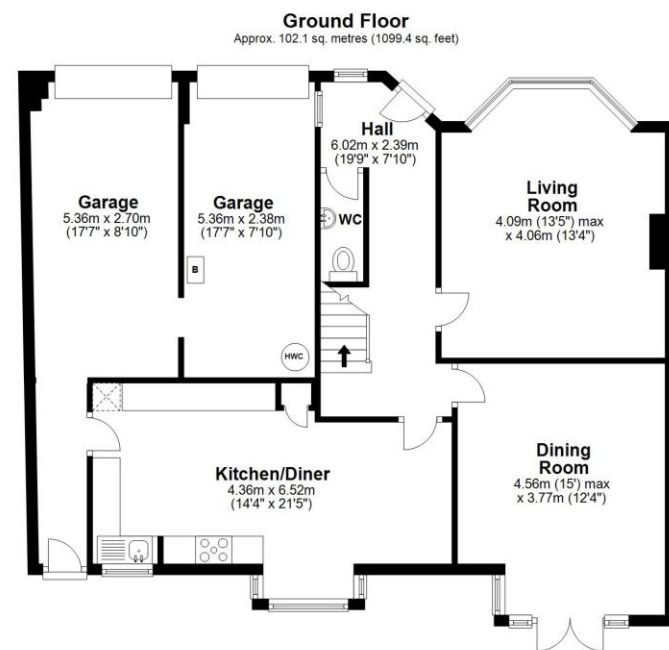 Ground Floor
Approx. 102.1 sq. metres (1099.4 sq. feet)
Garage
5.36m x 2.70m
(17'7" x 8'10")
Garage
5.36m x 2.38m
(17'7" x 7'10")
B
HWC
Hall
6.02m x 2.39m
(19'9" x 7'10")
WC
Living
Room
4.09m (13'5") max
x 4.06m (13'4")
Kitchen/Diner
4.36m x 6.52m
(14'4" x 21'5")
Dining
Room
4.56m (15') max
x 3.77m (12'4")